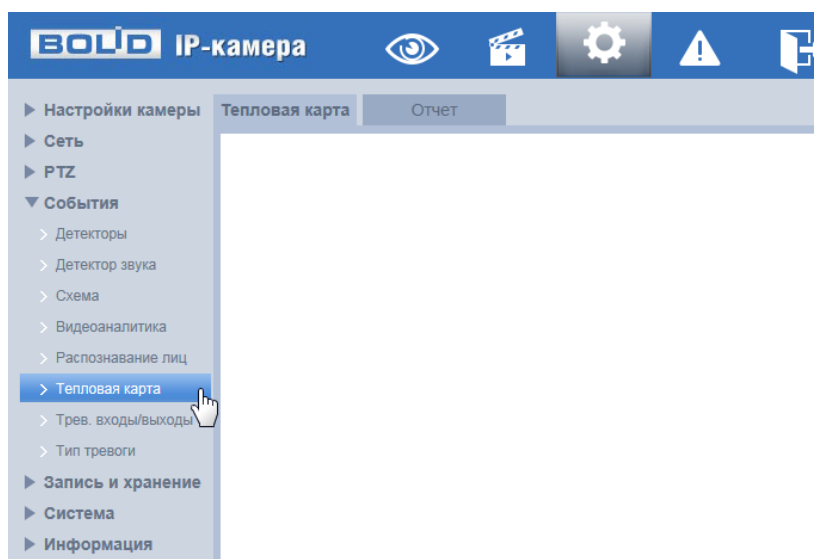 BOLID IP-камера
Настройки камеры
Тепловая карта
Отчет
Сеть
PTZ
События
Детекторы
Детектор звука
Схема
Видеоаналитика
Распознавание лиц
Тепловая карта
Трев. входы/выходы
Тип тревоги
Запись и хранение
Система
Информация